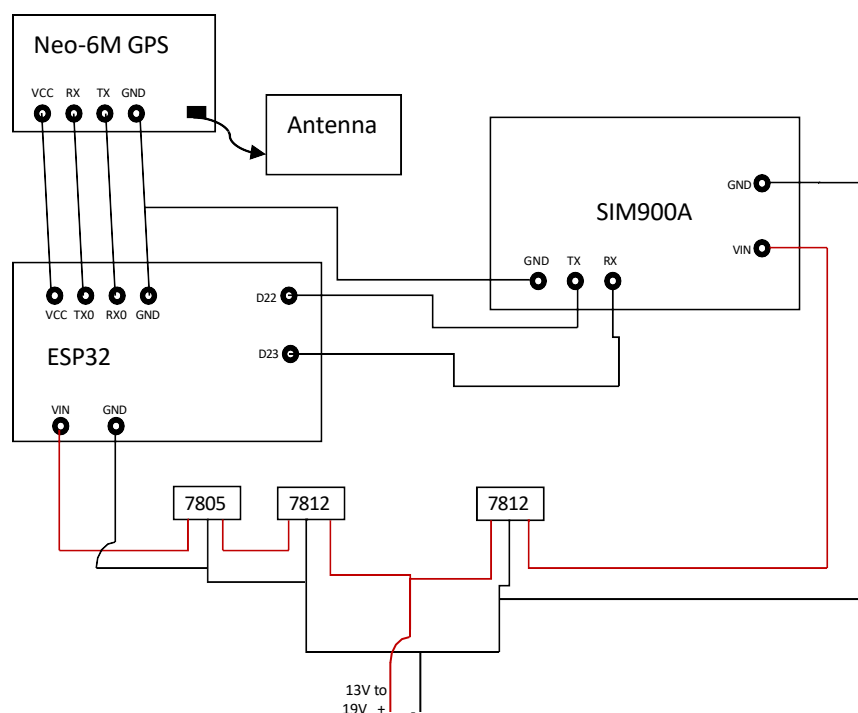 Neo-6M GPS
VCC RX TX GND
Antenna
GND
SIM900A
VIN
GND TX RX
D22
VCC TX0 RX0 GND
ESP32
D23
VIN GND
7805 7812 7812
13V to
19V +